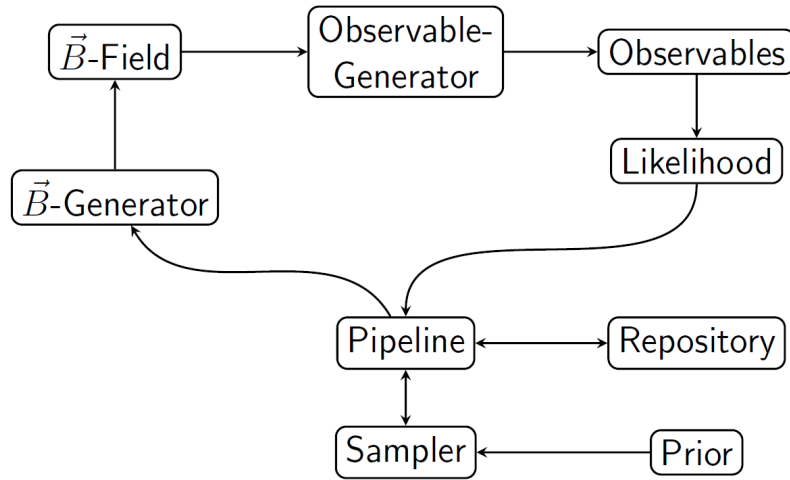 B⃗-Field
Observable-
Generator
Observables
Likelihood
B⃗-Generator
Pipeline
Repository
Sampler
Prior